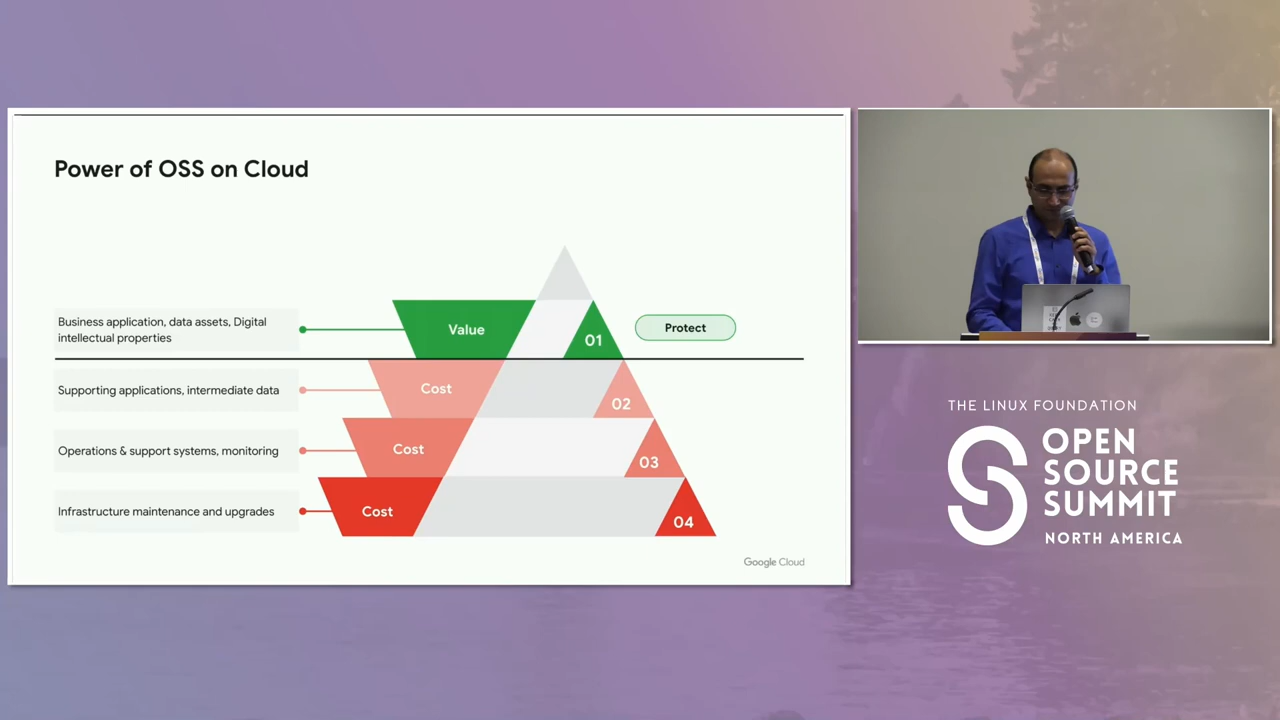 Power of OSS on Cloud
Business application, data assets, Digital
intellectual properties
Value
01
Protect
Supporting applications, intermediate data
Cost
02
Operations & support systems, monitoring
Cost
03
Infrastructure maintenance and upgrades
Cost
04
Google Cloud
THE LINUX FOUNDATION
OPEN
SOURCE
SUMMIT
NORTH AMERICA